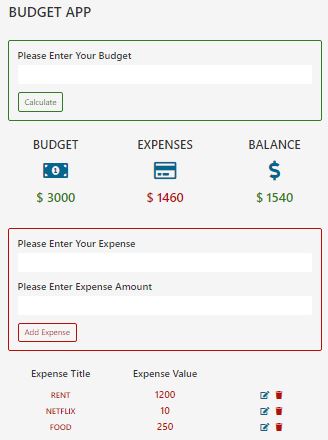 BUDGET APP
Please Enter Your Budget
Calculate
BUDGET EXPENSES BALANCE
$ 3000 $ 1460 $ 1540
Please Enter Your Expense
Please Enter Expense Amount
Add Expense
Expense Title Expense Value
RENT 1200
NETFLIX 10
FOOD 250